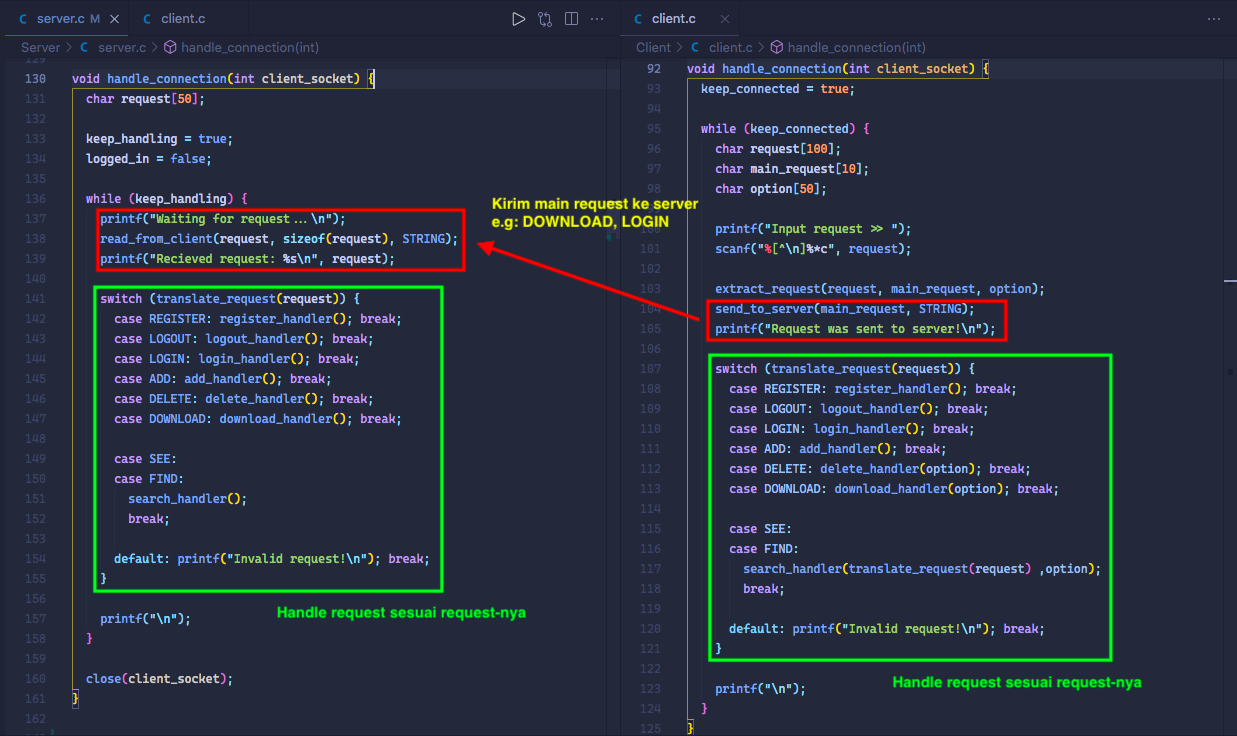 C server.c M ×
C client.c
Server > C server.c > handle_connection(int)
129
130 void handle_connection(int client_socket) {
131 char request[50];
132
133 keep_handling = true;
134 logged_in = false;
135
136 while (keep_handling) {
137 printf("Waiting for request...\n");
138 read_from_client(request, sizeof(request), STRING);
139 printf("Recieved request: %s\n", request);
140
141 switch (translate_request(request)) {
142 case REGISTER: register_handler(); break;
143 case LOGOUT: logout_handler(); break;
144 case LOGIN: login_handler(); break;
145 case ADD: add_handler(); break;
146 case DELETE: delete_handler(); break;
147 case DOWNLOAD: download_handler(); break;
148
149 case SEE:
150 case FIND:
151 search_handler();
152 break;
153
154 default: printf("Invalid request!\n"); break;
155 }
156
Handle request sesuai request-nya
157 printf("\n");
158 }
159
160 close(client_socket);
161 }
162
Kirim main request ke server
e.g: DOWNLOAD, LOGIN
C client.c ×
Client > C client.c > handle_connection(int)
92 void handle_connection(int client_socket) {
93 keep_connected = true;
94
95 while (keep_connected) {
96 char request[100];
97 char main_request[10];
98 char option[50];
100 printf("Input request >> ");
101 scanf("%[^\n]%*c", request);
102
103 extract_request(request, main_request, option);
104 send_to_server(main_request, STRING);
105 printf("Request was sent to server!\n");
106
107 switch (translate_request(request)) {
108 case REGISTER: register_handler(); break;
109 case LOGOUT: logout_handler(); break;
110 case LOGIN: login_handler(); break;
111 case ADD: add_handler(); break;
112 case DELETE: delete_handler(option); break;
113 case DOWNLOAD: download_handler(option); break;
114
115 case SEE:
116 case FIND:
117 search_handler(translate_request(request) ,option);
118 break;
119
120 default: printf("Invalid request!\n"); break;
121 }
122
Handle request sesuai request-nya
123 printf("\n");
124 }
125 }